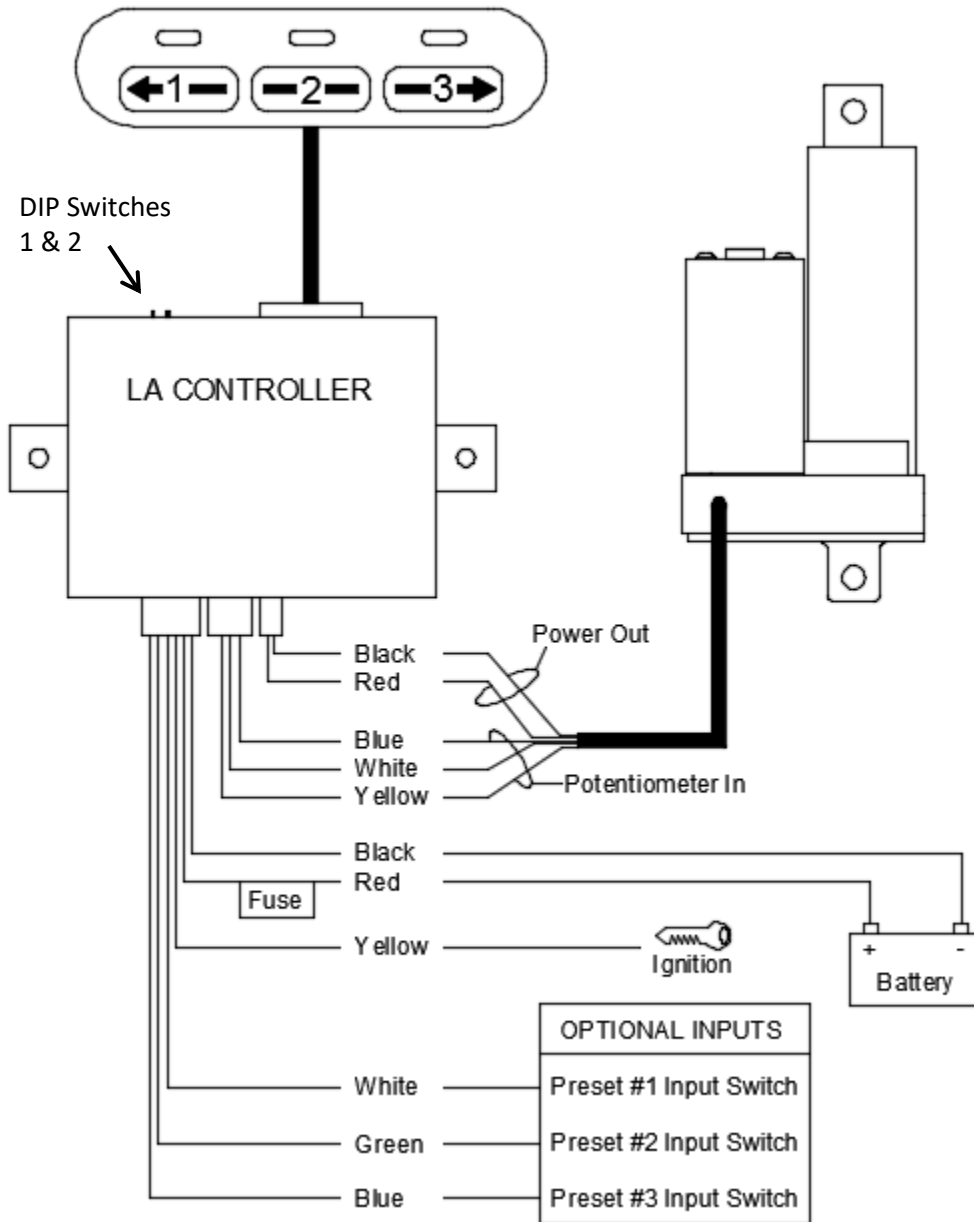 1
2
3
DIP Switches
1 & 2
LA CONTROLLER
Power Out
Black
Red
Blue
White
Yellow
Potentiometer In
Black
Red
Fuse
Yellow
Ignition
+ -
Battery
OPTIONAL INPUTS
White
Preset #1 Input Switch
Green
Preset #2 Input Switch
Blue
Preset #3 Input Switch